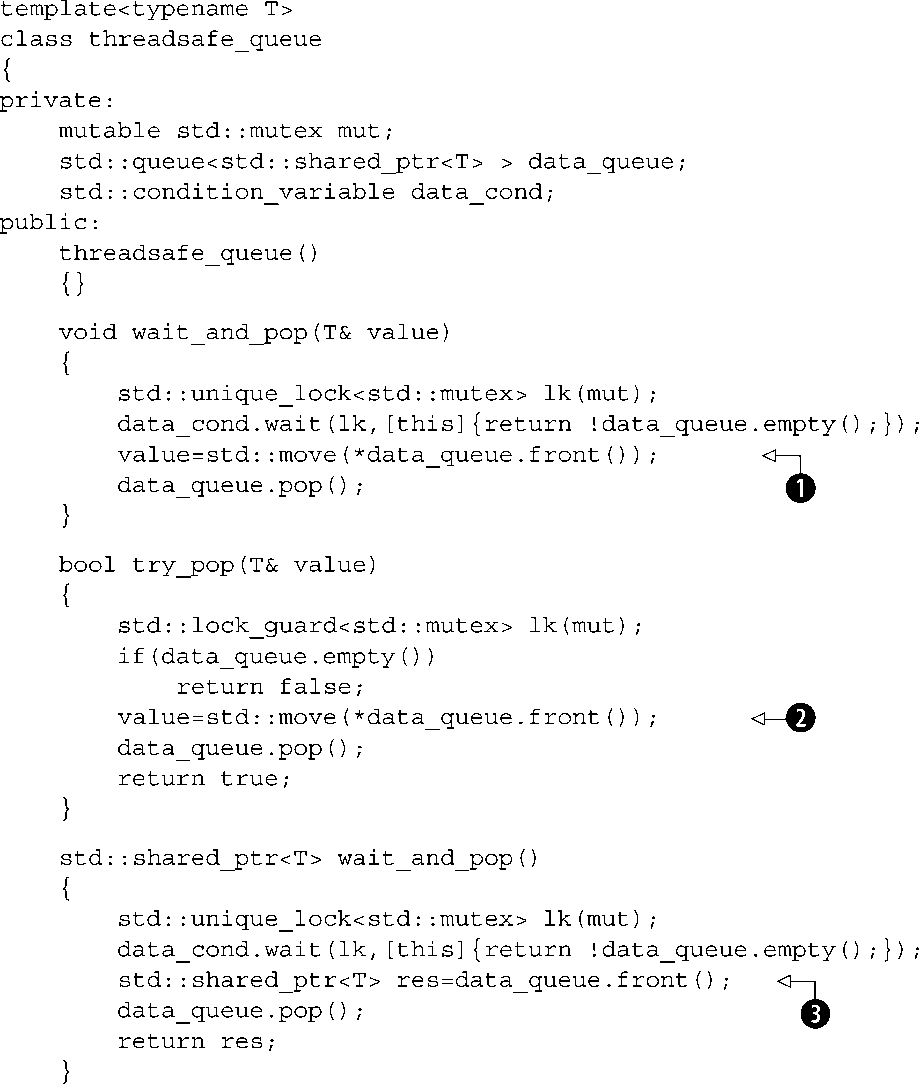 template<typename T>
class threadsafe_queue
{
private:
    mutable std::mutex mut;
    std::queue<std::shared_ptr<T> > data_queue;
    std::condition_variable data_cond;
public:
    threadsafe_queue()
    {}
    void wait_and_pop(T& value)
    {
        std::unique_lock<std::mutex> lk(mut);
        data_cond.wait(lk,[this]{return !data_queue.empty();});
        value=std::move(*data_queue.front());
        data_queue.pop();
1
    }
    bool try_pop(T& value)
    {
        std::lock_guard<std::mutex> lk(mut);
        if(data_queue.empty())
            return false;
        value=std::move(*data_queue.front());
2
        data_queue.pop();
        return true;
    }
    std::shared_ptr<T> wait_and_pop()
    {
        std::unique_lock<std::mutex> lk(mut);
        data_cond.wait(lk,[this]{return !data_queue.empty();});
        std::shared_ptr<T> res=data_queue.front();
        data_queue.pop();
3
        return res;
    }